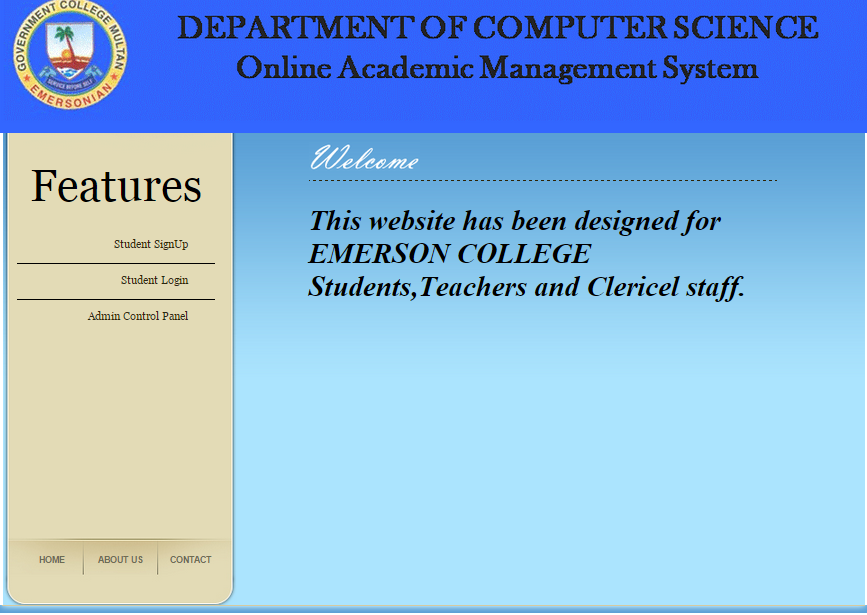 GOVERNMENT COLLEGE MULTAN
SERVICE BEFORE SELF
EMERSONIAN
DEPARTMENT OF COMPUTER SCIENCE
Online Academic Management System
Features
Student SignUp
Student Login
Admin Control Panel
HOME
ABOUT US
CONTACT
Welcome
This website has been designed for
EMERSON COLLEGE
Students,Teachers and Clericel staff.